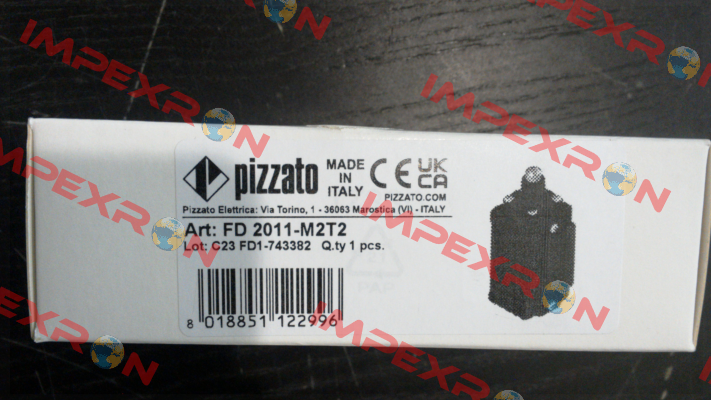 IMPEXRON
IMPEXRON
IMPEXRON
pizzato
MADE
IN
ITALY
CE
UK
CA
PIZZATO.COM
Pizzato Elettrica: Via Torino, 1 - 36063 Marostica (VI) - ITALY
Art: FD 2011-M2T2
Lot: C23 FD1-743382 Q.ty 1 pcs.
PAP
8 018851 122996
IMPEXRON
IMPEXRON
IMPEXRON